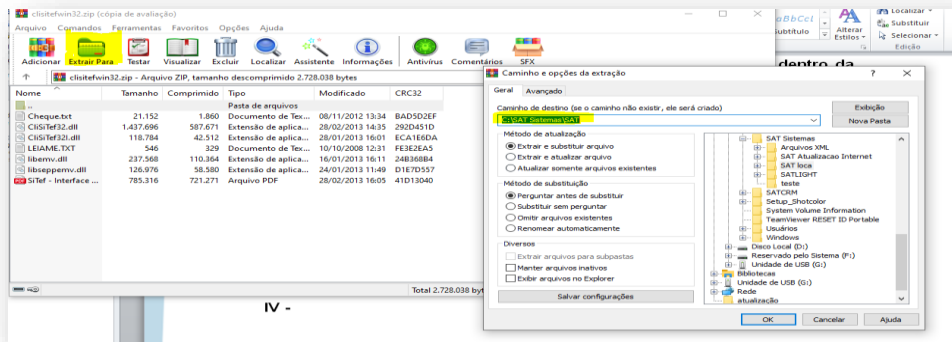 clisitefwin32.zip (cópia de avaliação)
Arquivo Comandos Ferramentas Favoritos Opções Ajuda
Adicionar Extrair Para Testar Visualizar Excluir Localizar Assistente Informações Antivírus Comentários SFX
clisitefwin32.zip - Arquivo ZIP, tamanho descomprimido 2.728.038 bytes
Nome Tamanho Comprimido Tipo Modificado CRC32
.. Pasta de arquivos
Cheque.txt 21.152 1.860 Documento de Tex... 08/11/2012 13:34 BAD5D2EF
CliSiTef32.dll 1.437.696 587.671 Extensão de aplica... 28/02/2013 14:35 292D451D
CliSiTef32I.dll 118.784 42.512 Extensão de aplica... 28/01/2013 16:01 ECA1E6DA
LEIAME.TXT 546 329 Documento de Tex... 10/10/2008 12:31 FE3E2EA5
libemv.dll 237.568 110.364 Extensão de aplica... 16/01/2013 16:11 24B368B4
libseppemv.dll 126.976 58.580 Extensão de aplica... 24/01/2013 11:49 D1E7D557
SiTef - Interface ... 785.316 721.271 Arquivo PDF 28/02/2013 16:05 41D13040
Total 2.728.038 byt
IV -
aBbCcI
ubtítulo
Alterar
Estilos
Localizar
Substituir
Selecionar
Edição
dentro da
Caminho e opções da extração
Geral Avançado
Caminho de destino (se o caminho não existir, ele será criado)
C:\SAT Sistemas\SAT
Exibição
Nova Pasta
Método de atualização
Extrair e substituir arquivo
Extrair e atualizar arquivo
Atualizar somente arquivos existentes
Método de substituição
Perguntar antes de substituir
Substituir sem perguntar
Omitir arquivos existentes
Renomear automaticamente
Diversos
Extrair arquivos para subpastas
Manter arquivos inativos
Exibir arquivos no Explorer
Salvar configurações
SAT Sistemas
Arquivos XML
SAT Atualizacao Internet
SAT loca
SATLIGHT
teste
SATCRM
Setup_Shotcolor
System Volume Information
TeamViewer RESET ID Portable
Usuários
Windows
Disco Local (D:)
Reservado pelo Sistema (F:)
Unidade de USB (G:)
Bibliotecas
Unidade de USB (G:)
Rede
atualização
OK Cancelar Ajuda